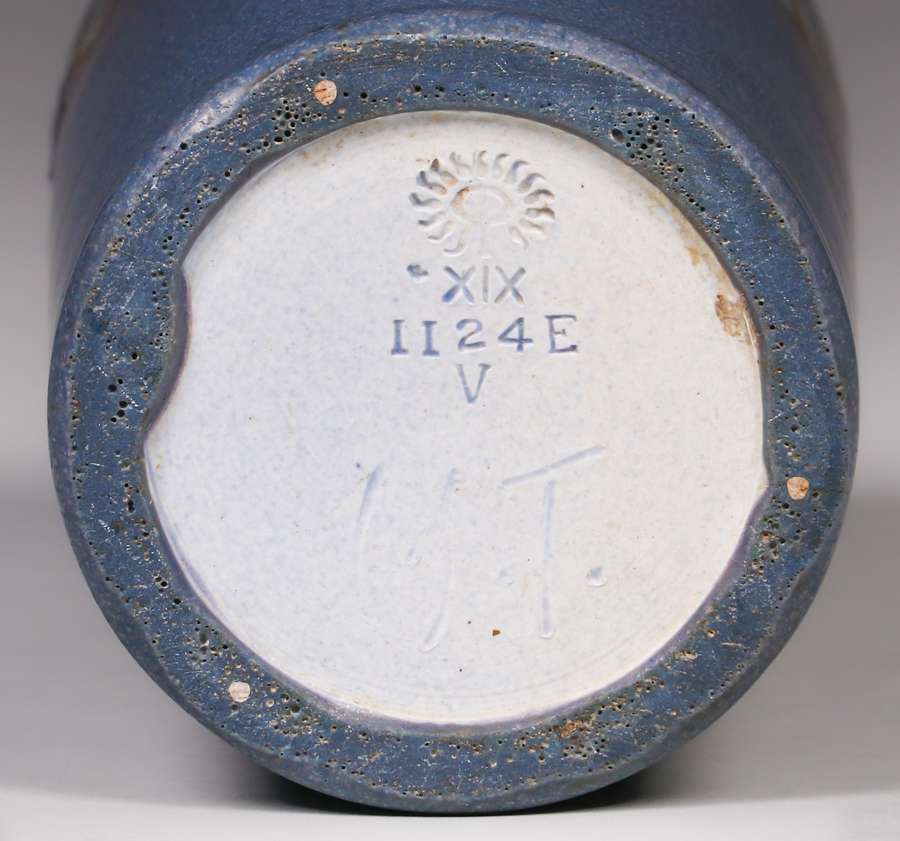 XIX
1124E
V
C.J.T.